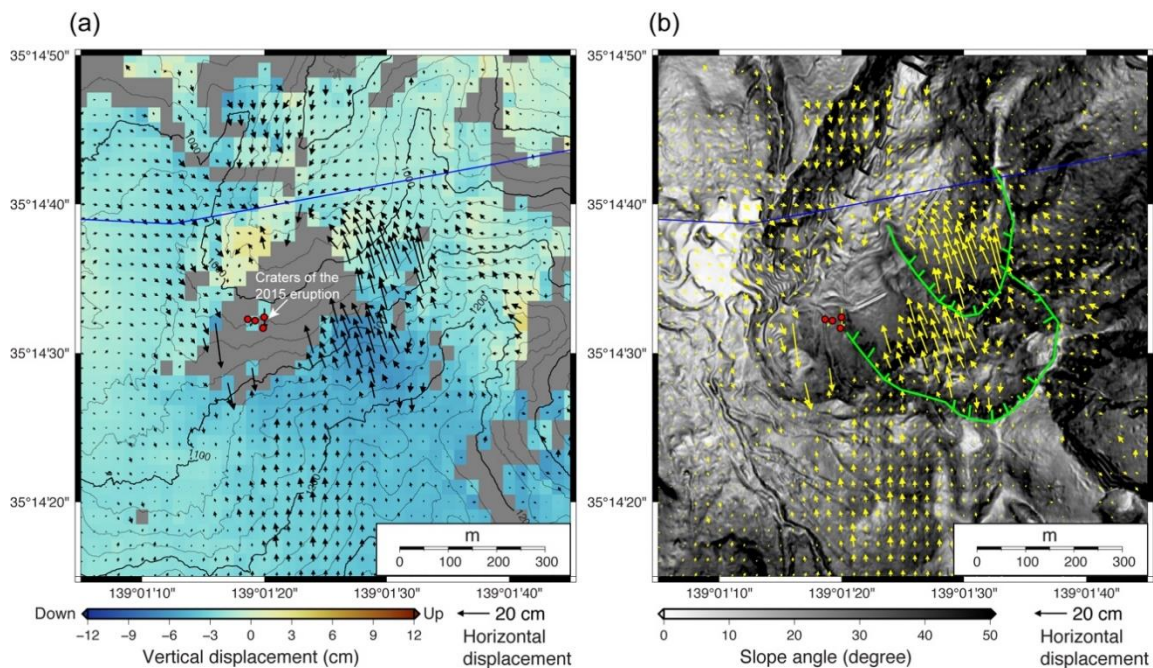 (a)
(b)
35°14'50"
35°14'40"
35°14'30"
35°14'20"
1000
1100
1200
Craters of the
2015 eruption
m
0 100 200 300
139°01'10" 139°01'20" 139°01'30" 139°01'40"
Down
Up
−12 −9 −6 −3 0 3 6 9 12
Vertical displacement (cm)
20 cm
Horizontal
displacement
35°14'50"
35°14'40"
35°14'30"
35°14'20"
m
0 100 200 300
139°01'10" 139°01'20" 139°01'30" 139°01'40"
0 10 20 30 40 50
Slope angle (degree)
20 cm
Horizontal
displacement